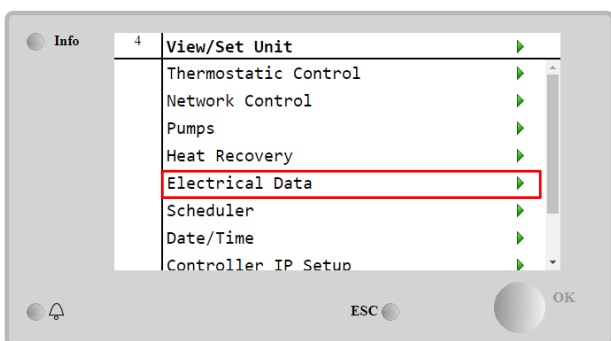 Info
4 View/Set Unit
Thermostatic Control
Network Control
Pumps
Heat Recovery
Electrical Data
Scheduler
Date/Time
Controller IP Setup
ESC
OK